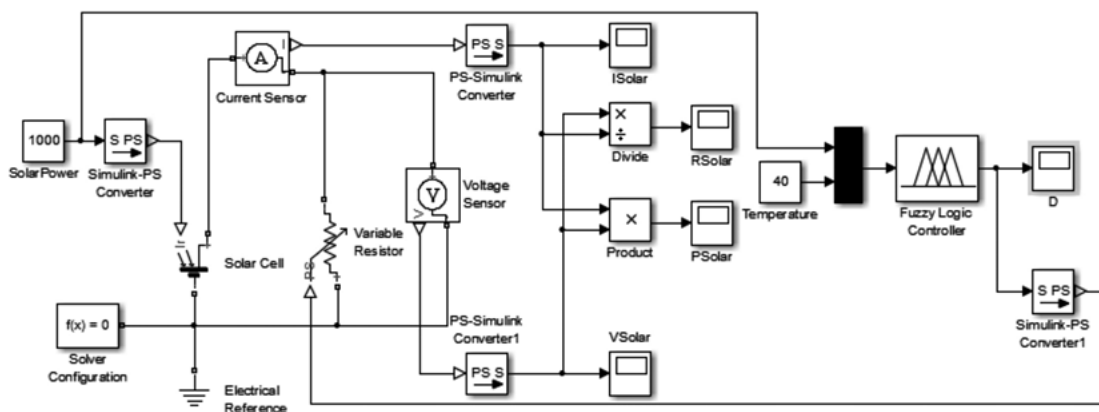 A
I
Current Sensor
PS S
PS-Simulink
Converter
ISolar
1000
SolarPower
S PS
Simulink-PS
Converter
×
÷
Divide
RSolar
40
Temperature
Fuzzy Logic
Controller
D
V
V
Voltage
Sensor
×
Product
PSolar
Ir
Solar Cell
Variable
Resistor
PS
f(x) = 0
Solver
Configuration
PS-Simulink
Converter1
PS S
VSolar
S PS
Simulink-PS
Converter1
Electrical
Reference